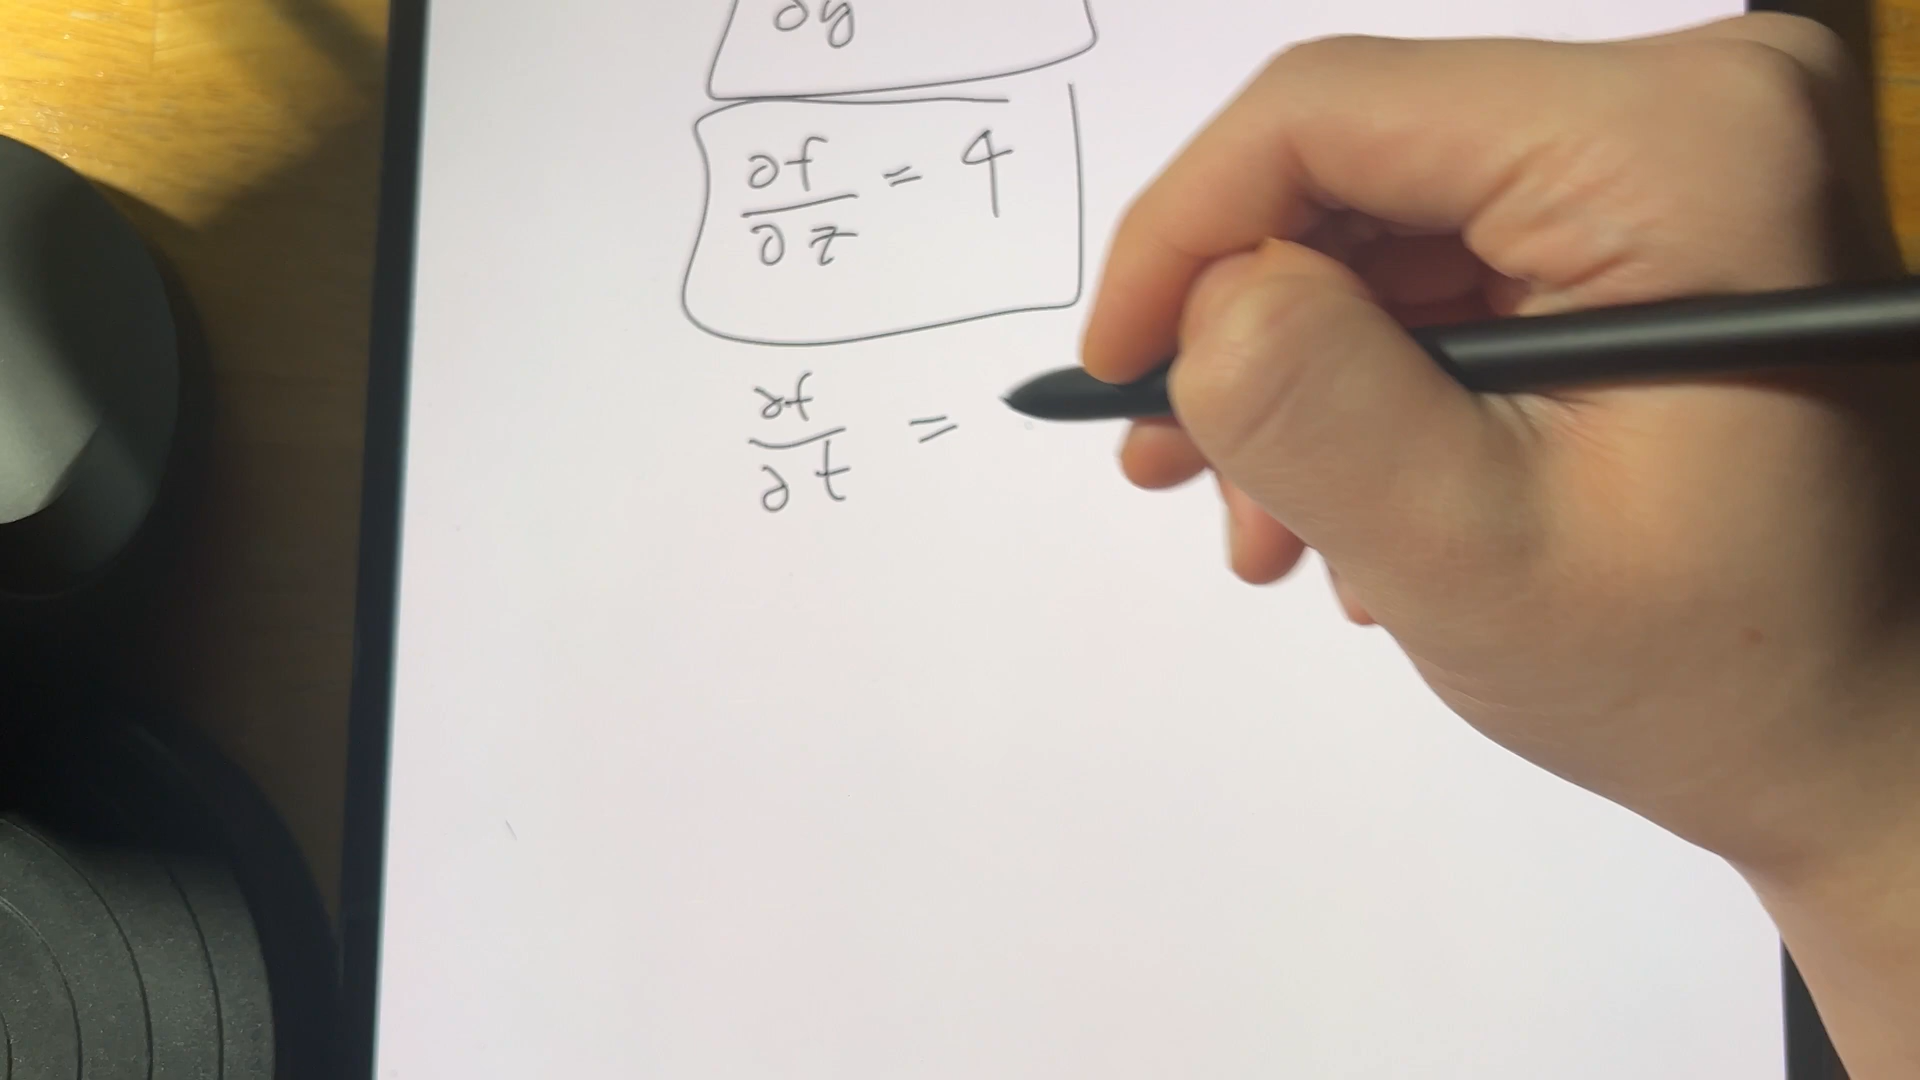 ∂y
∂f/∂z = 4
∂f/∂t =